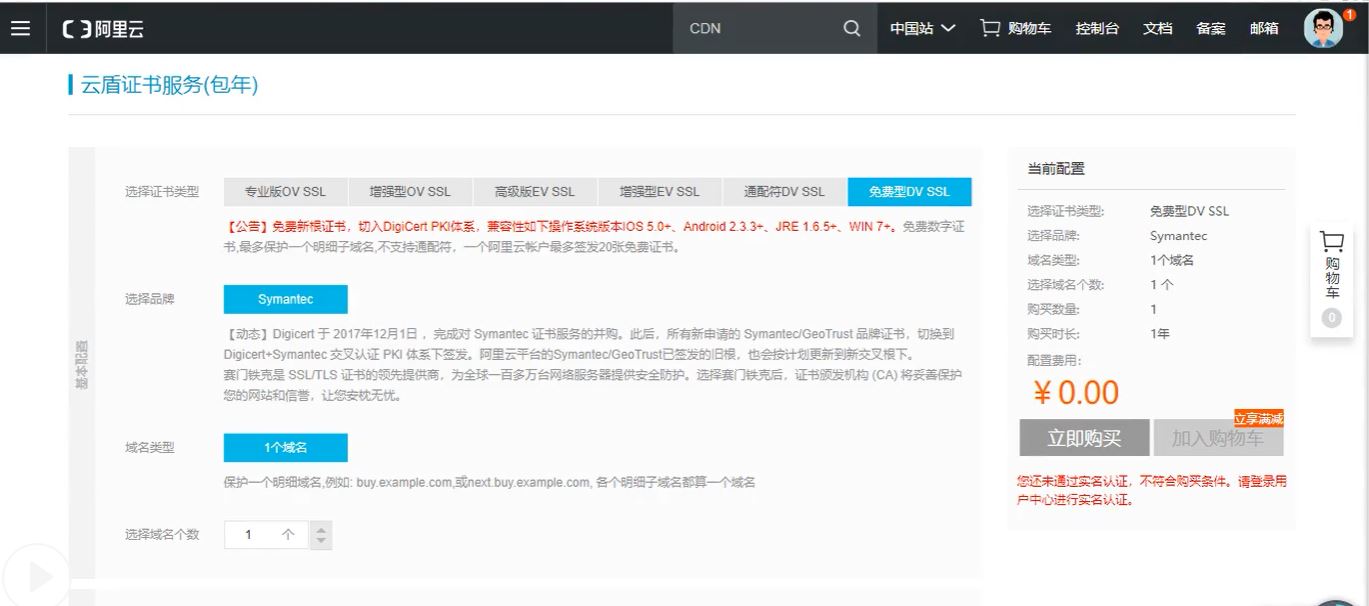 阿里云
CDN
中国站
购物车
控制台
文档
备案
邮箱
1
云盾证书服务(包年)
基本配置
选择证书类型
专业版OV SSL
增强型OV SSL
高级版EV SSL
增强型EV SSL
通配符DV SSL
免费型DV SSL
【公告】免费新根证书，切入DigiCert PKI体系，兼容性如下操作系统版本IOS 5.0+、Android 2.3.3+、JRE 1.6.5+、WIN 7+。免费数字证
书,最多保护一个明细子域名,不支持通配符，一个阿里云帐户最多签发20张免费证书。
选择品牌
Symantec
【动态】Digicert 于 2017年12月1日 ，完成对 Symantec 证书服务的并购。此后，所有新申请的 Symantec/GeoTrust 品牌证书，切换到
Digicert+Symantec 交叉认证 PKI 体系下签发。阿里云平台的Symantec/GeoTrust已签发的旧根，也会按计划更新到新交叉根下。
赛门铁克是 SSL/TLS 证书的领先提供商，为全球一百多万台网络服务器提供安全防护。选择赛门铁克后，证书颁发机构 (CA) 将妥善保护
您的网站和信誉，让您安枕无忧。
域名类型
1个域名
保护一个明细域名,例如: buy.example.com,或next.buy.example.com, 各个明细子域名都算一个域名
选择域名个数
1 个
当前配置
选择证书类型: 免费型DV SSL
选择品牌: Symantec
域名类型: 1个域名
选择域名个数: 1 个
购买数量: 1
购买时长: 1年
配置费用:
¥ 0.00
立享满减
立即购买
加入购物车
您还未通过实名认证，不符合购买条件。请登录用
户中心进行实名认证。
购物车
0